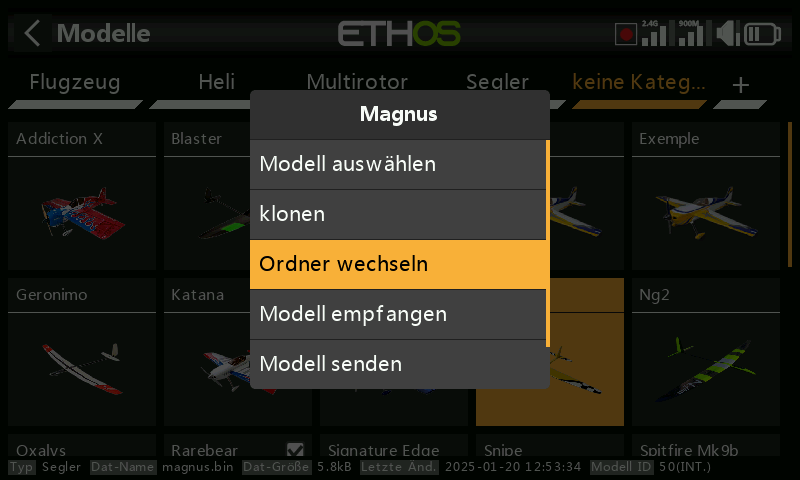 Modelle
ETHOS
2.4G 900M
Flugzeug Heli Multirotor Segler keine Kateg... +
Magnus
Modell auswählen
klonen
Ordner wechseln
Modell empfangen
Modell senden
Addiction X Blaster Exemple
Geronimo Katana Ng2
Oxalys Rarebear Signature Edge Snipe Spitfire Mk9b
Typ Segler Dat-Name magnus.bin Dat-Größe 5.8kB Letzte Änd. 2025-01-20 12:53:34 Modell ID 50(INT.)